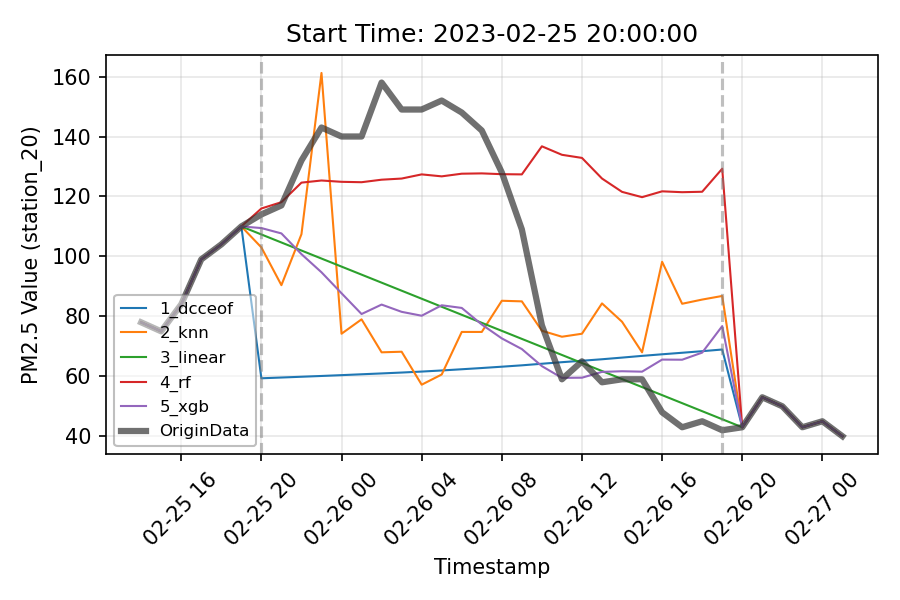 Start Time: 2023-02-25 20:00:00
PM2.5 Value (station_20)
160
140
120
100
80
60
40
1_dcceof
2_knn
3_linear
4_rf
5_xgb
OriginData
02-25 16
02-25 20
02-26 00
02-26 04
02-26 08
02-26 12
02-26 16
02-26 20
02-27 00
Timestamp